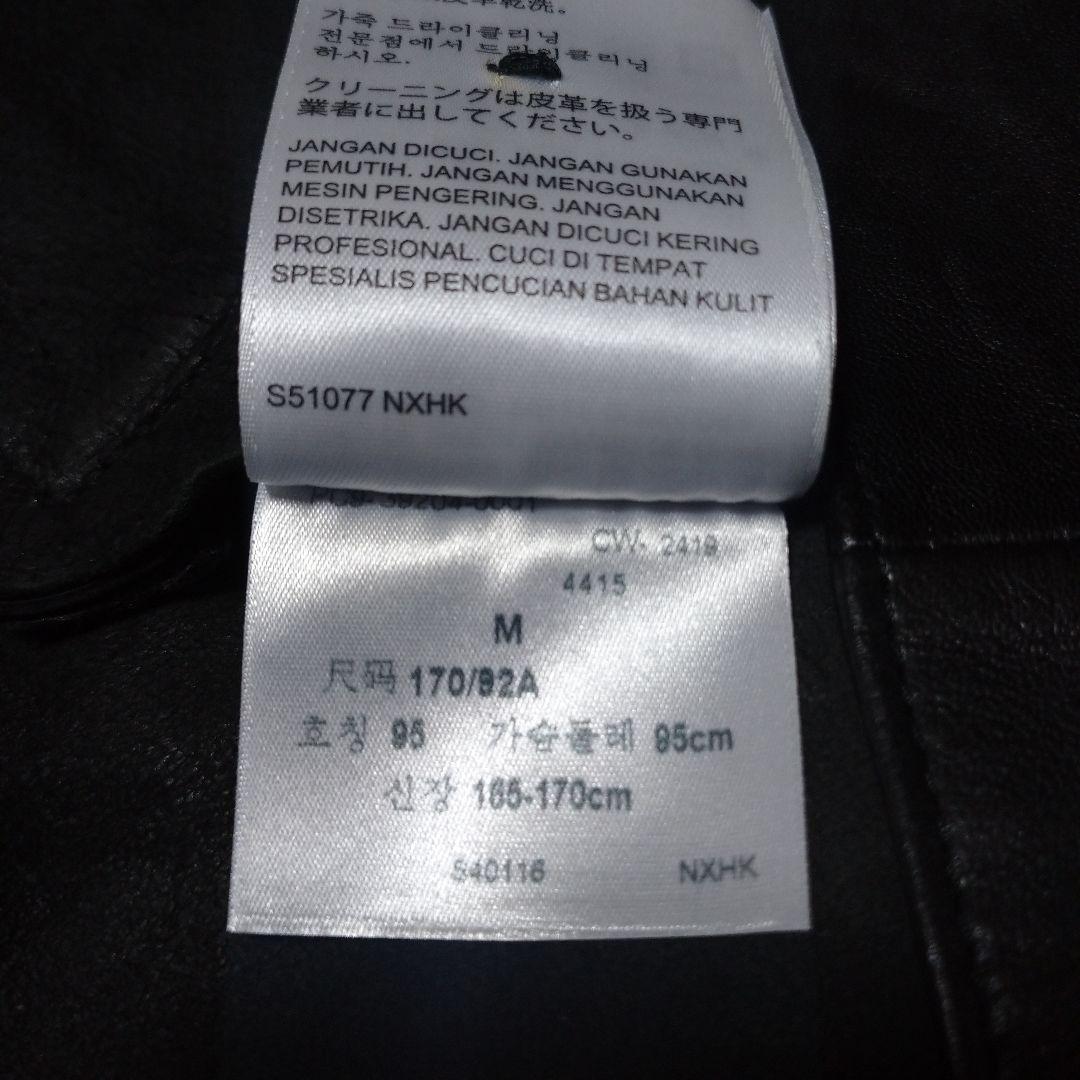 皮革乾洗。
가죽 드라이클리닝
전문점에서 드라이클리닝
하시오.
クリーニングは皮革を扱う専門
業者に出してください。
JANGAN DICUCI. JANGAN GUNAKAN
PEMUTIH. JANGAN MENGGUNAKAN
MESIN PENGERING. JANGAN
DISETRIKA. JANGAN DICUCI KERING
PROFESIONAL. CUCI DI TEMPAT
SPESIALIS PENCUCIAN BAHAN KULIT
S51077 NXHK
CW- 2419
4415
M
尺码 170/92A
호칭 95 가슴둘레 95cm
신장 165-170cm
S40116 NXHK